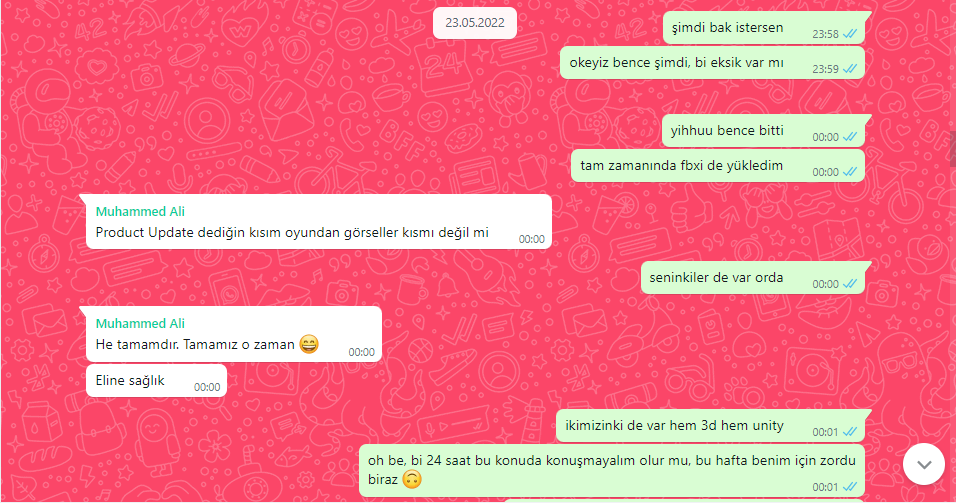 23.05.2022
şimdi bak istersen
23:58
okeyiz bence şimdi, bi eksik var mı
23:59
yihhuu bence bitti
00:00
tam zamanında fbxi de yükledim
00:00
Muhammed Ali
Product Update dediğin kısım oyundan görseller kısmı değil mi
00:00
seninkiler de var orda
00:00
Muhammed Ali
He tamamdır. Tamamız o zaman 😄
00:00
Eline sağlık
00:00
ikimizinki de var hem 3d hem unity
00:01
oh be, bi 24 saat bu konuda konuşmayalım olur mu, bu hafta benim için zordu
biraz 🙃
00:01